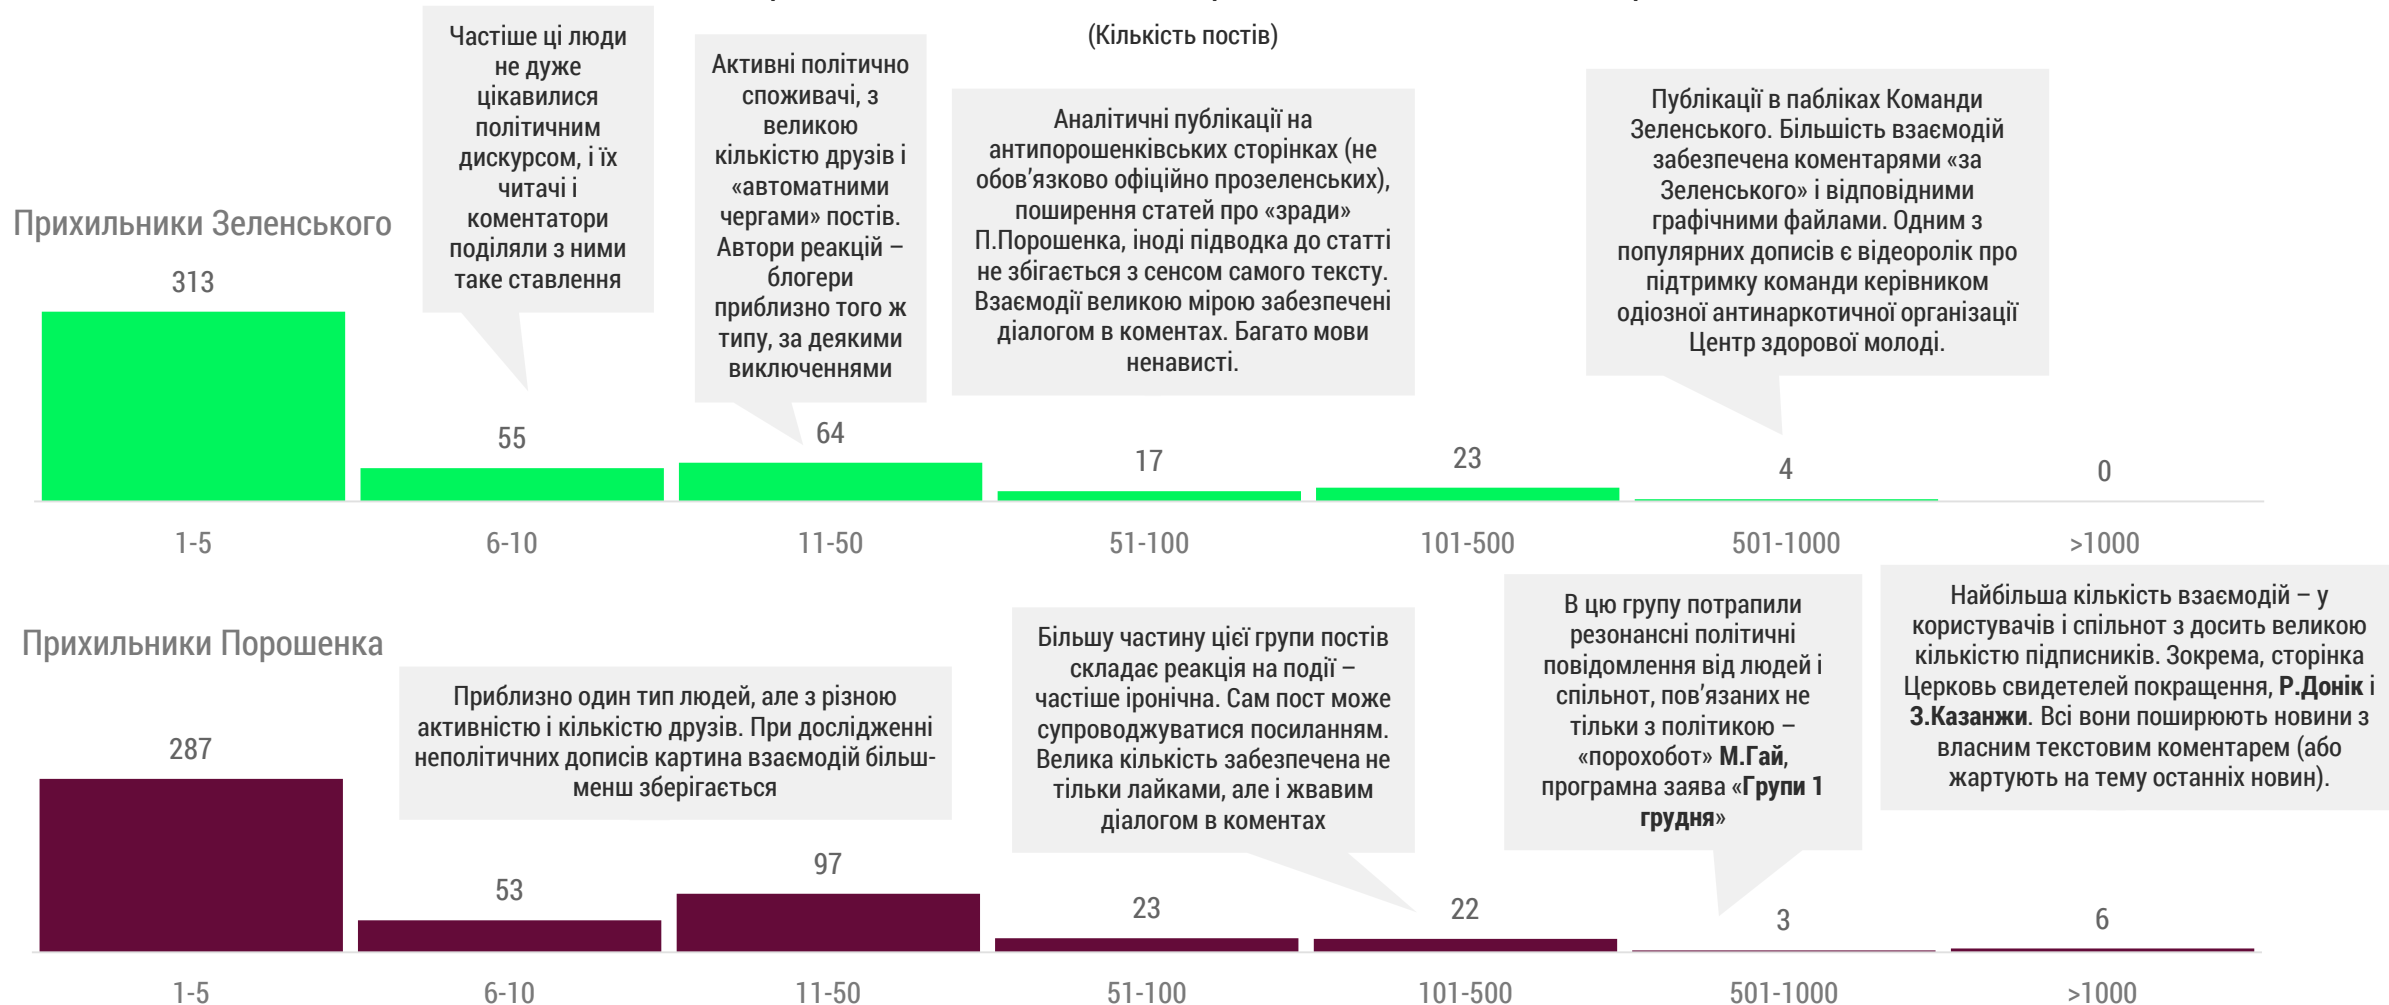 (Кількість постів)
Частіше ці люди
не дуже
цікавилися
політичним
дискурсом, і їх
читачі і
коментатори
поділяли з ними
таке ставлення
Активні політично
споживачі, з
великою
кількістю друзів і
«автоматними
чергами» постів.
Автори реакцій –
блогери
приблизно того ж
типу, за деякими
виключеннями
Аналітичні публікації на
антипорошенківських сторінках (не
обов’язково офіційно прозеленських),
поширення статей про «зради»
П.Порошенка, іноді підводка до статті
не збігається з сенсом самого тексту.
Взаємодії великою мірою забезпечені
діалогом в коментах. Багато мови
ненависті.
Публікації в пабліках Команди
Зеленського. Більшість взаємодій
забезпечена коментарями «за
Зеленського» і відповідними
графічними файлами. Одним з
популярних дописів є відеоролік про
підтримку команди керівником
одіозної антинаркотичної організації
Центр здорової молоді.
Прихильники Зеленського
313
55
64
17
23
4
0
1-5
6-10
11-50
51-100
101-500
501-1000
>1000
Прихильники Порошенка
Приблизно один тип людей, але з різною
активністю і кількістю друзів. При дослідженні
неполітичних дописів картина взаємодій більш-
менш зберігається
Більшу частину цієї групи постів
складає реакція на події –
частіше іронічна. Сам пост може
супроводжуватися посиланням.
Велика кількість забезпечена не
тільки лайками, але і жвавим
діалогом в коментах
В цю групу потрапили
резонансні політичні
повідомлення від людей і
спільнот, пов’язаних не
тільки з політикою –
«порохобот» М.Гай,
програмна заява «Групи 1
грудня»
Найбільша кількість взаємодій – у
користувачів і спільнот з досить великою
кількістю підписників. Зокрема, сторінка
Церковь свидетелей покращення, Р.Донік і
З.Казанжи. Всі вони поширюють новини з
власним текстовим коментарем (або
жартують на тему останніх новин).
287
53
97
23
22
3
6
1-5
6-10
11-50
51-100
101-500
501-1000
>1000